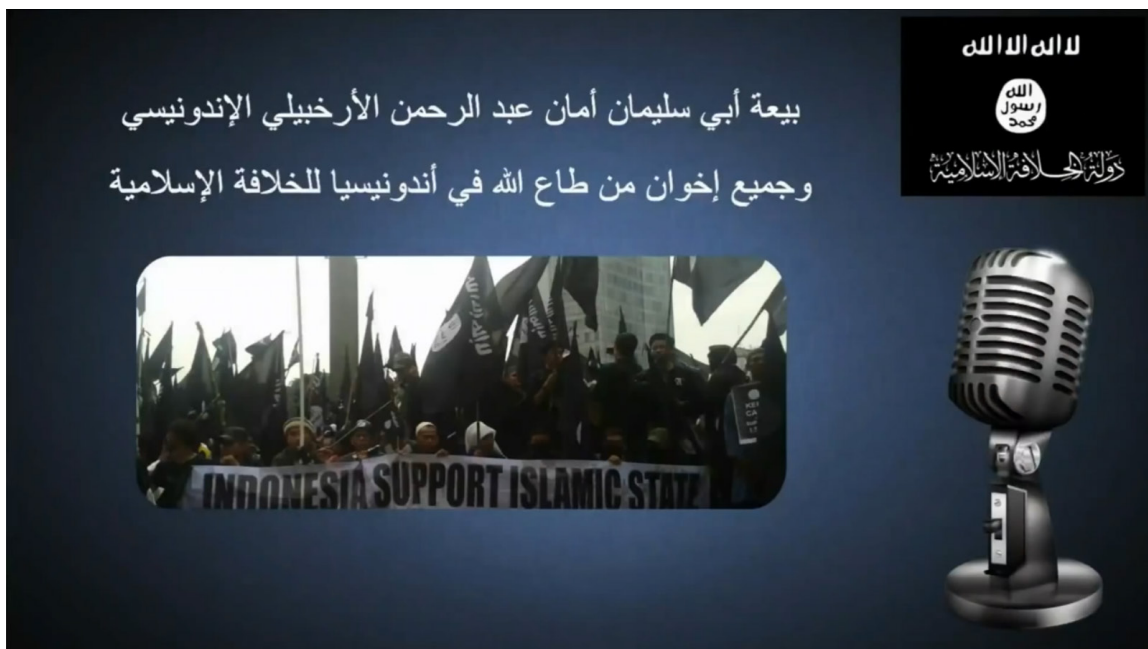 لا اله الا الله
الله
رسول
محمد
دولة الخلافة الإسلامية
بيعة أبي سليمان أمان عبد الرحمن الأرخبيلي الإندونيسي
وجميع إخوان من طاع الله في أندونيسيا للخلافة الإسلامية
INDONESIA SUPPORT ISLAMIC STATE